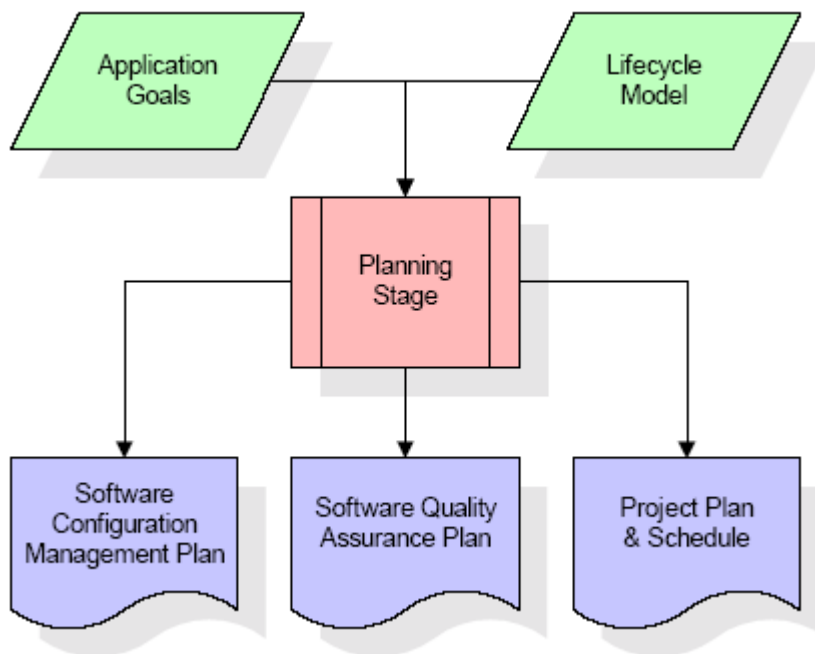 Application
Goals
Lifecycle
Model
Planning
Stage
Software
Configuration
Management Plan
Software Quality
Assurance Plan
Project Plan
& Schedule